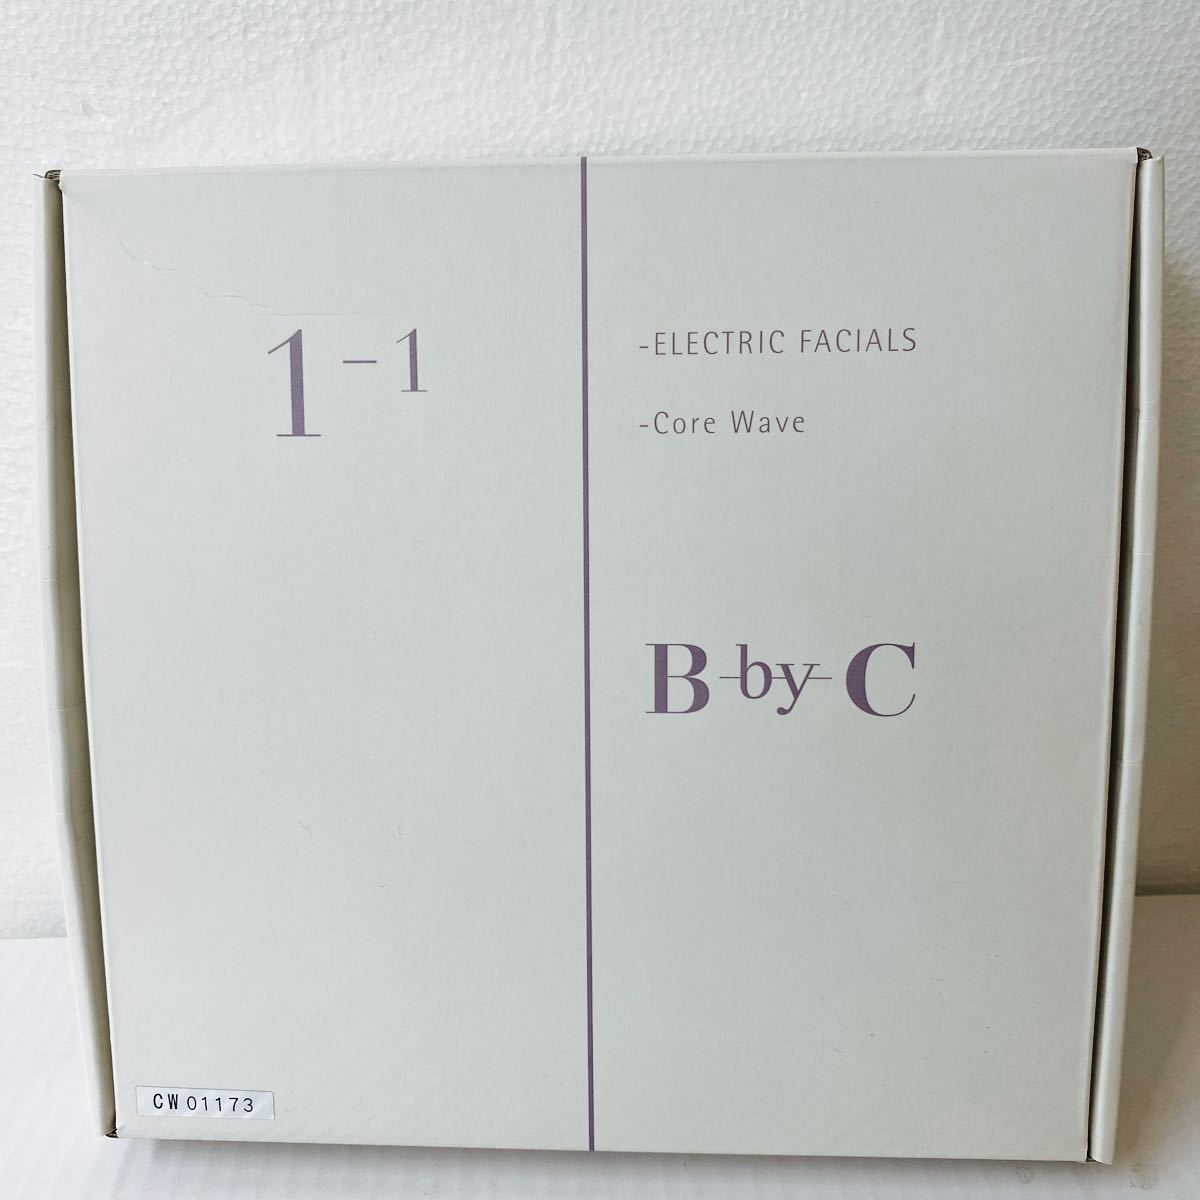 1-1
-ELECTRIC FACIALS
-Core Wave
B-by-C
CW01173